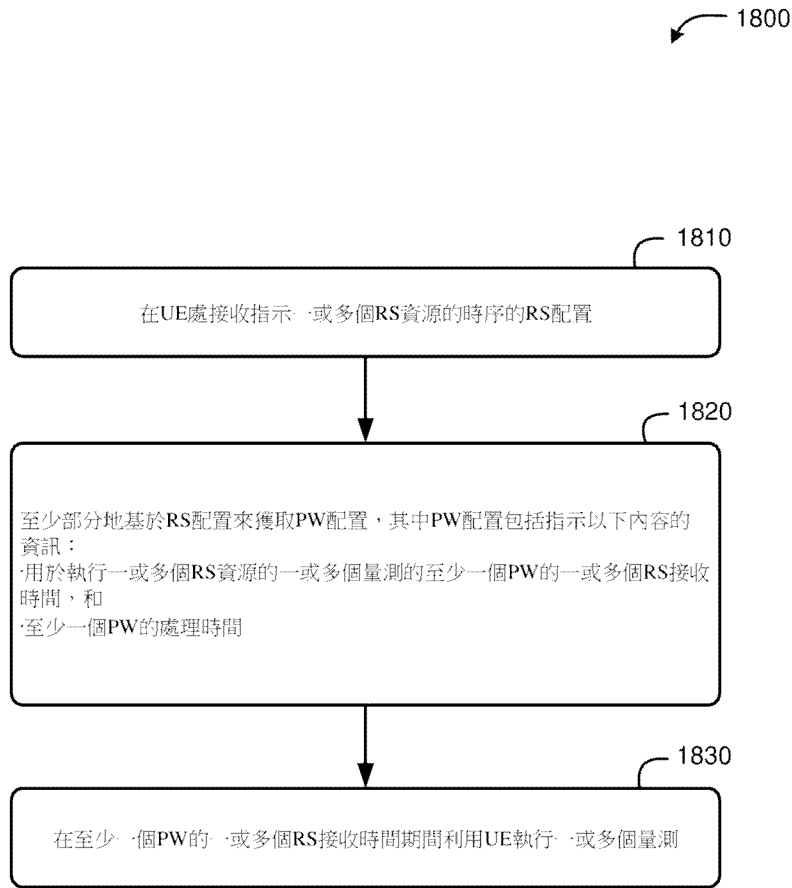 1800
1810
在UE處接收指示一或多個RS資源的時序的RS配置
1820
至少部分地基於RS配置來獲取PW配置，其中PW配置包括指示以下內容的
資訊：
·用於執行一或多個RS資源的一或多個量測的至少一個PW的一或多個RS接收
時間，和
·至少一個PW的處理時間
1830
在至少一個PW的一或多個RS接收時間期間利用UE執行一或多個量測